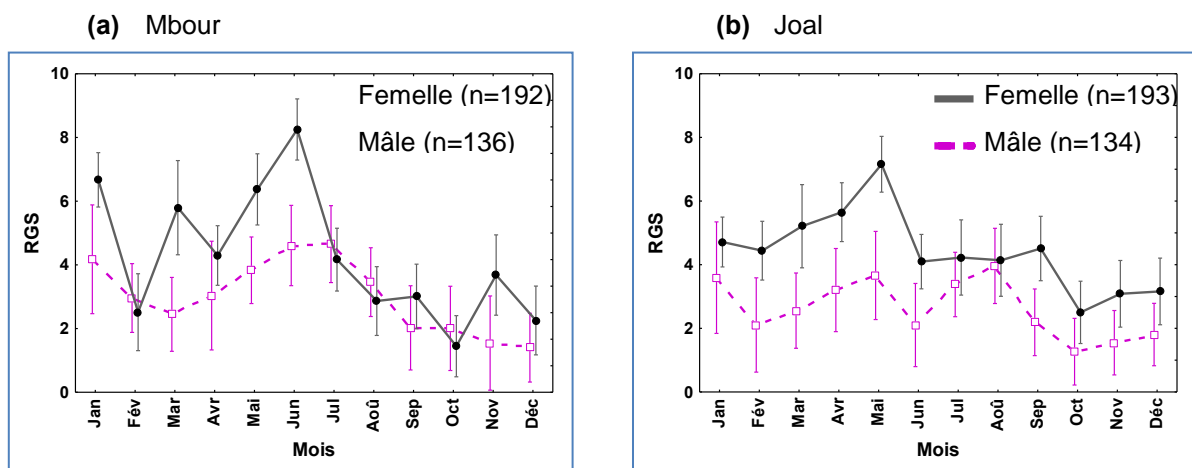 (a) Mbour
10
8
6
4
2
0
RGS
Femelle (n=192)
Mâle (n=136)
Jan Fév Mar Avr Mai Jun Jul Aoû Sep Oct Nov Déc
Mois
(b) Joal
10
8
6
4
2
0
RGS
Femelle (n=193)
Mâle (n=134)
Jan Fév Mar Avr Mai Jun Jul Aoû Sep Oct Nov Déc
Mois